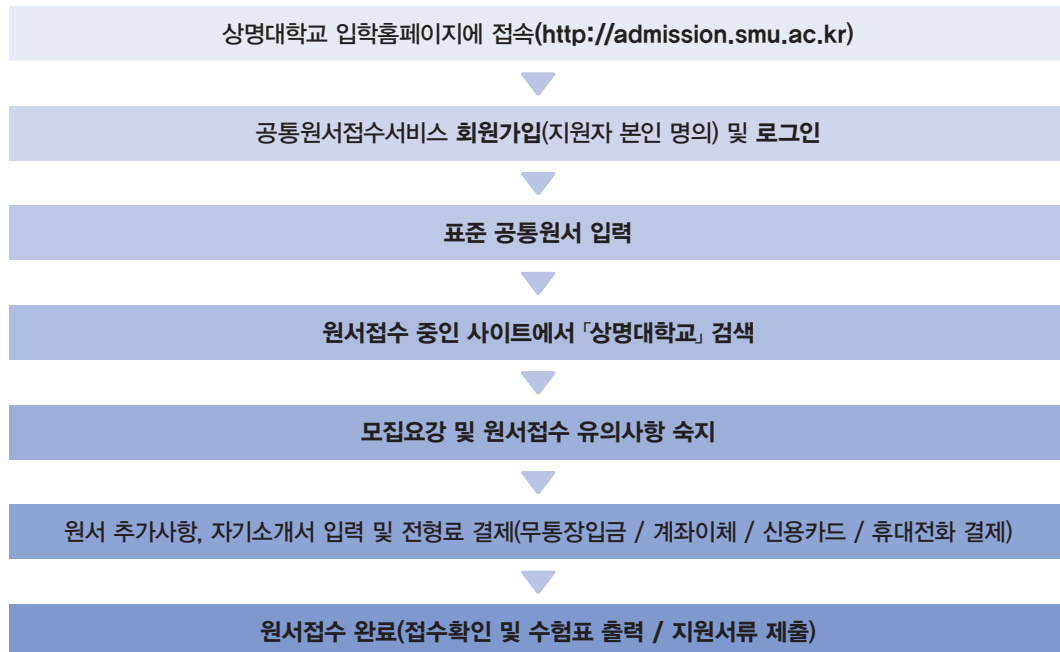 상명대학교 입학홈페이지에 접속(http://admission.smu.ac.kr)
공통원서접수서비스 회원가입(지원자 본인 명의) 및 로그인
표준 공통원서 입력
원서접수 중인 사이트에서 「상명대학교」 검색
모집요강 및 원서접수 유의사항 숙지
원서 추가사항, 자기소개서 입력 및 전형료 결제(무통장입금 / 계좌이체 / 신용카드 / 휴대전화 결제)
원서접수 완료(접수확인 및 수험표 출력 / 지원서류 제출)